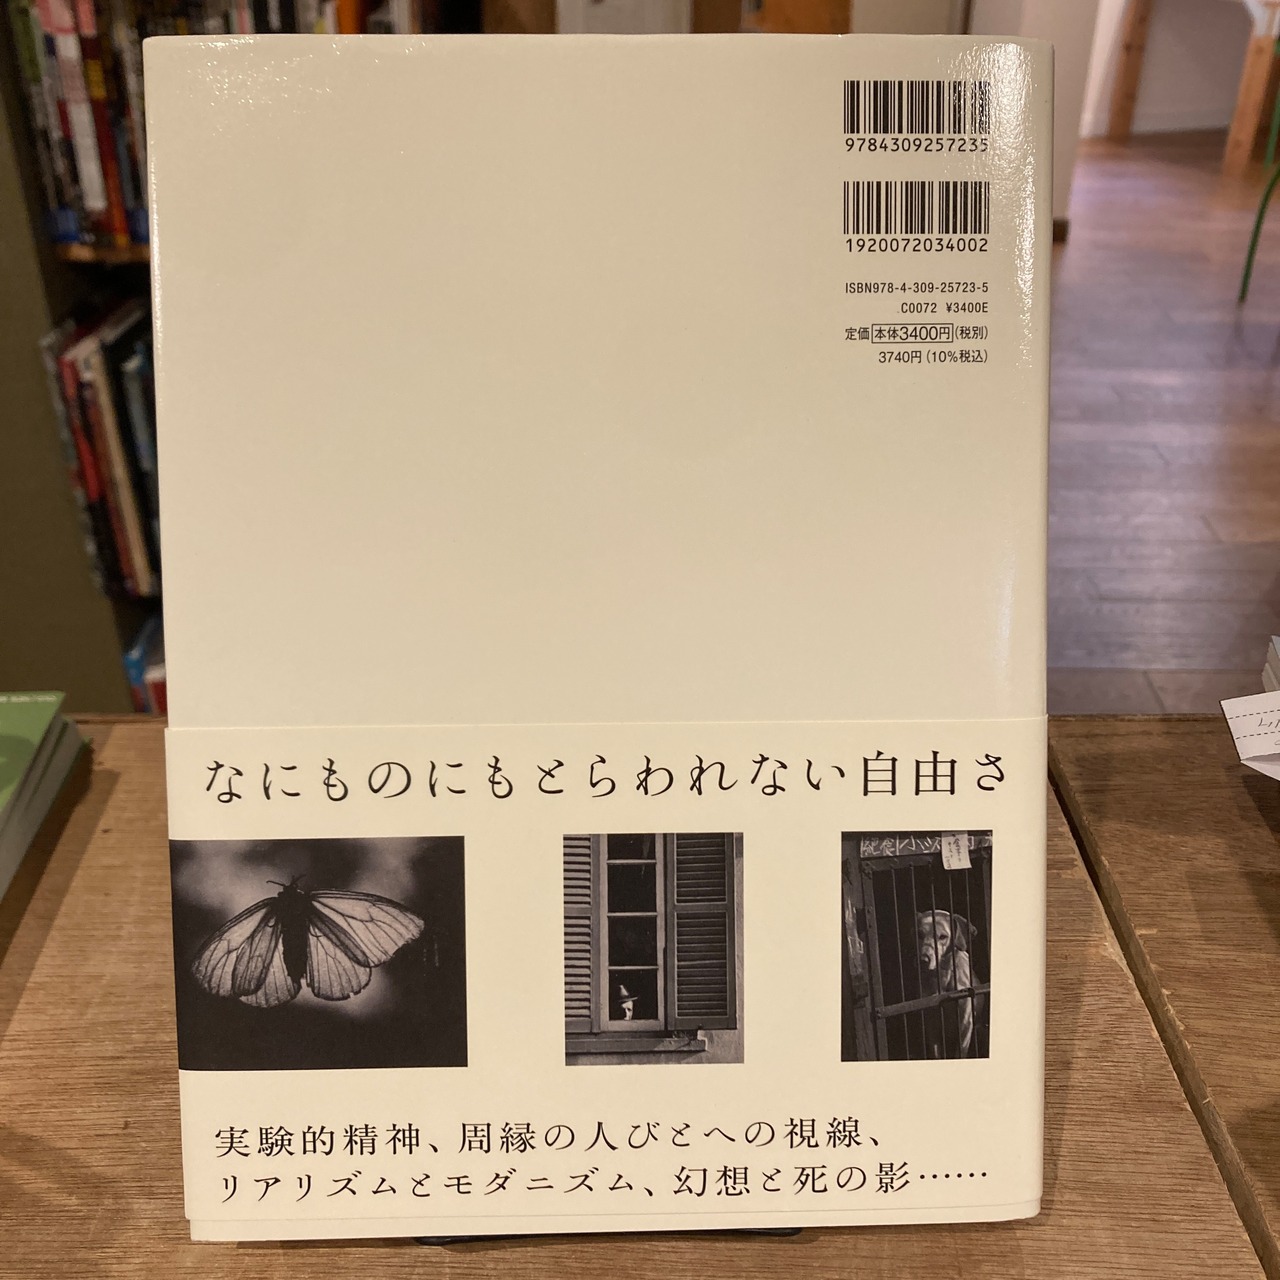 9784309257235
1920072034002
ISBN978-4-309-25723-5
C0072 ¥3400E
定価 本体3400円(税別)
3740円(10%税込)
なにものにもとらわれない自由さ
実験的精神、周縁の人びとへの視線、
リアリズムとモダニズム、幻想と死の影……